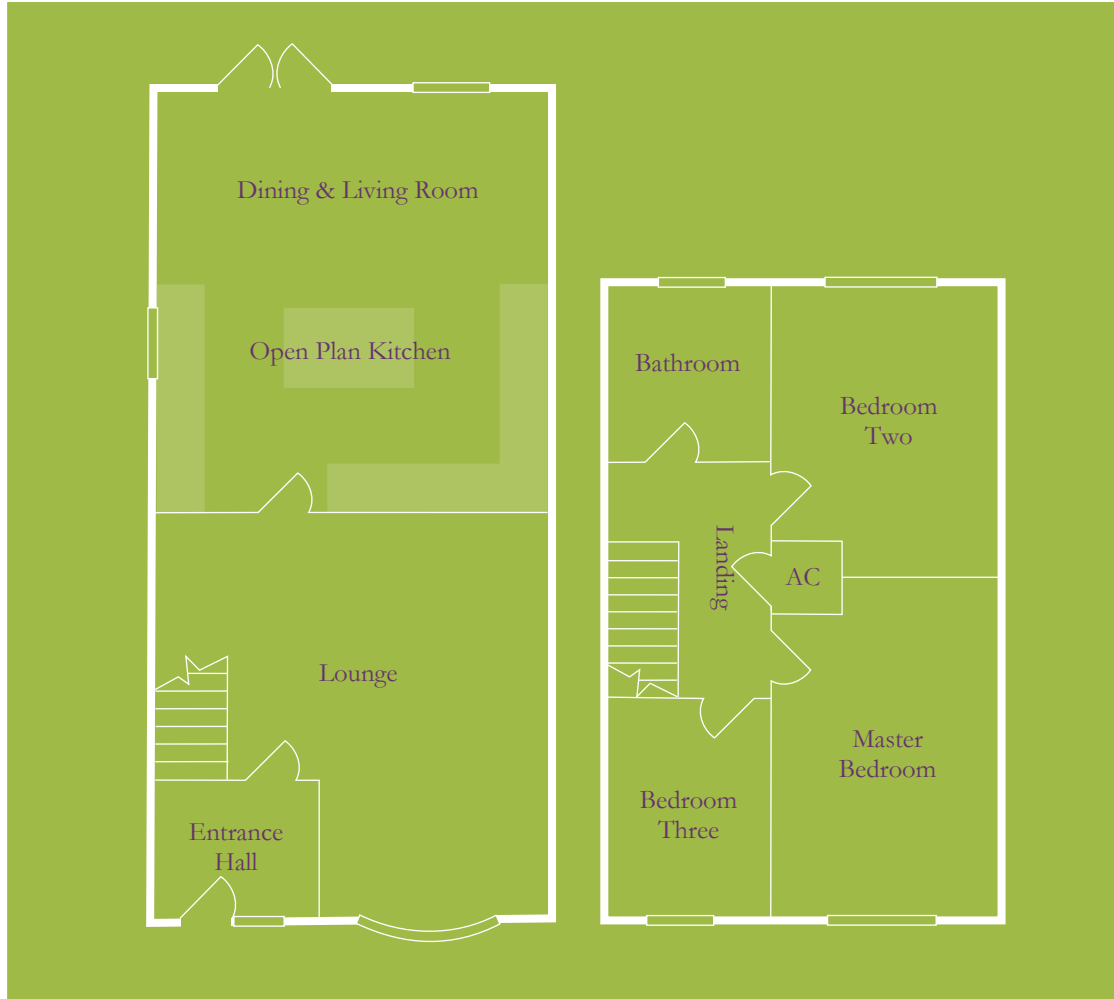 Dining & Living Room
Open Plan Kitchen
Lounge
Entrance
Hall
Bathroom
Bedroom
Two
Landing
AC
Master
Bedroom
Bedroom
Three